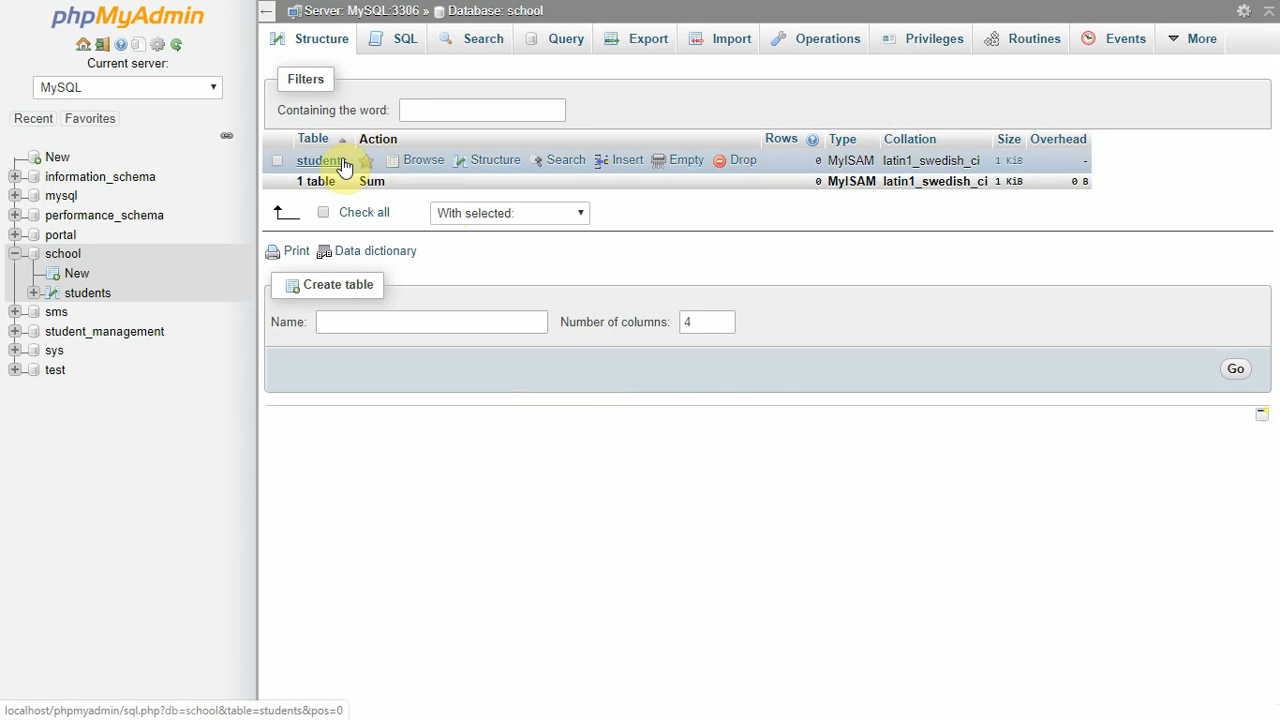 phpMyAdmin
Current server:
MySQL
Recent Favorites
New
information_schema
mysql
performance_schema
portal
school
New
students
sms
student_management
sys
test
Server: MySQL:3306 » Database: school
Structure SQL Search Query Export Import Operations Privileges Routines Events More
Filters
Containing the word:
Table Action Rows Type Collation Size Overhead
students Browse Structure Search Insert Empty Drop 0 MyISAM latin1_swedish_ci 1 KiB -
1 table Sum 0 MyISAM latin1_swedish_ci 1 KiB 0 B
Check all With selected:
Print Data dictionary
Create table
Name: Number of columns: 4
Go
localhost/phpmyadmin/sql.php?db=school&table=students&pos=0